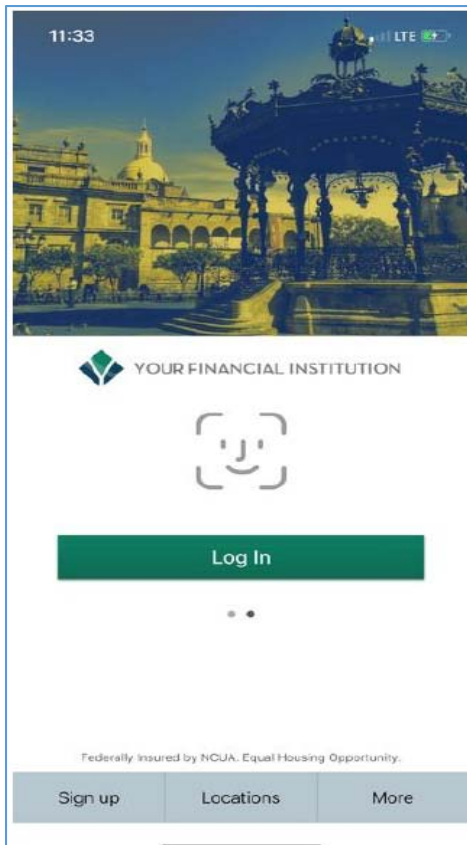 11:33
LTE
YOUR FINANCIAL INSTITUTION
Log In
Federally Insured by NCUA. Equal Housing Opportunity.
Sign up
Locations
More